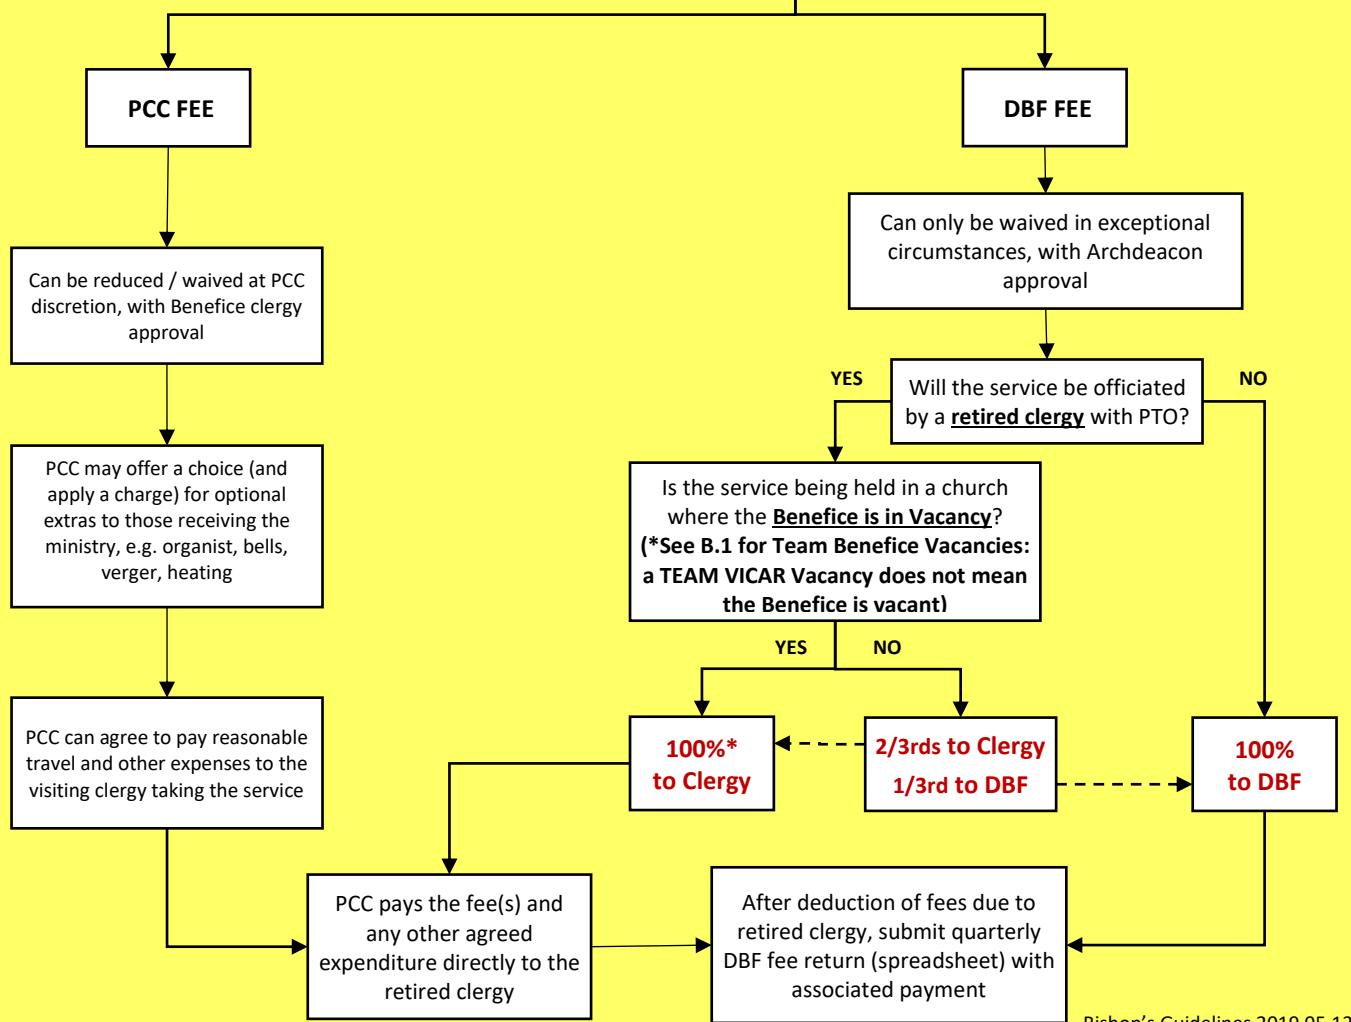 PCC FEE
DBF FEE
Can be reduced / waived at PCC
discretion, with Benefice clergy
approval
Can only be waived in exceptional
circumstances, with Archdeacon
approval
YES
NO
Will the service be officiated
by a retired clergy with PTO?
PCC may offer a choice (and
apply a charge) for optional
extras to those receiving the
ministry, e.g. organist, bells,
verger, heating
Is the service being held in a church
where the Benefice is in Vacancy?
(*See B.1 for Team Benefice Vacancies:
a TEAM VICAR Vacancy does not mean
the Benefice is vacant)
YES
NO
PCC can agree to pay reasonable
travel and other expenses to the
visiting clergy taking the service
100%*
to Clergy
2/3rds to Clergy
1/3rd to DBF
100%
to DBF
PCC pays the fee(s) and
any other agreed
expenditure directly to the
retired clergy
After deduction of fees due to
retired clergy, submit quarterly
DBF fee return (spreadsheet) with
associated payment
Bishop's Guidelines 2019.05.12